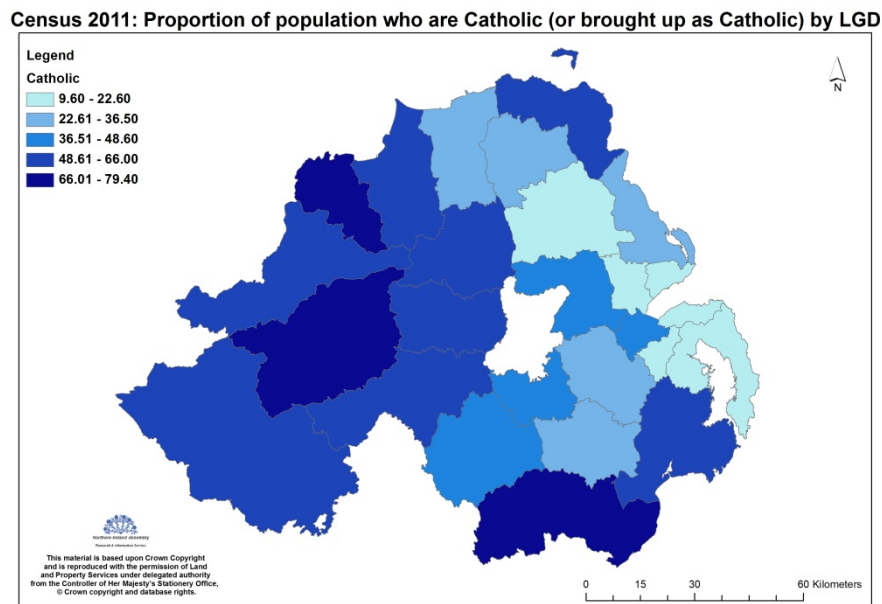 Census 2011: Proportion of population who are Catholic (or brought up as Catholic) by LGD
Legend
Catholic
9.60 - 22.60
22.61 - 36.50
36.51 - 48.60
48.61 - 66.00
66.01 - 79.40
N
Northern Ireland Assembly
Research & Information Service
This material is based upon Crown Copyright
and is reproduced with the permission of Land
and Property Services under delegated authority
from the Controller of Her Majesty's Stationery Office,
© Crown copyright and database rights.
0 15 30 60 Kilometers